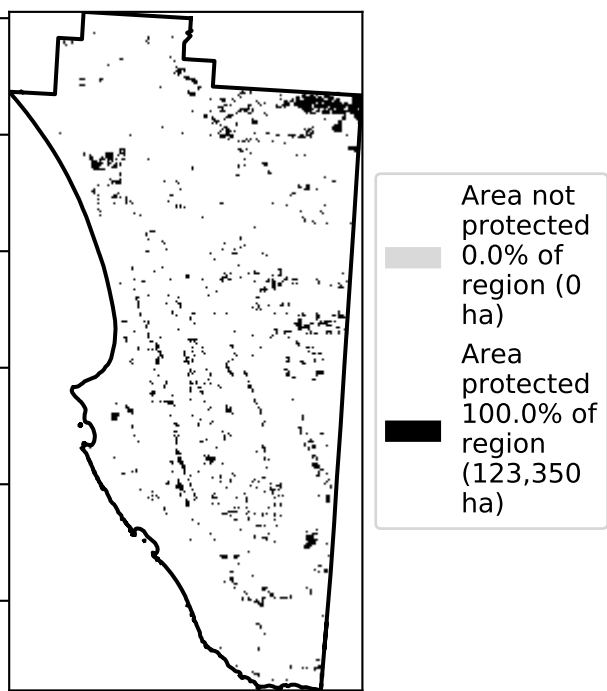 Area not
protected
0.0% of
region (0
ha)
Area
protected
100.0% of
region
(123,350
ha)